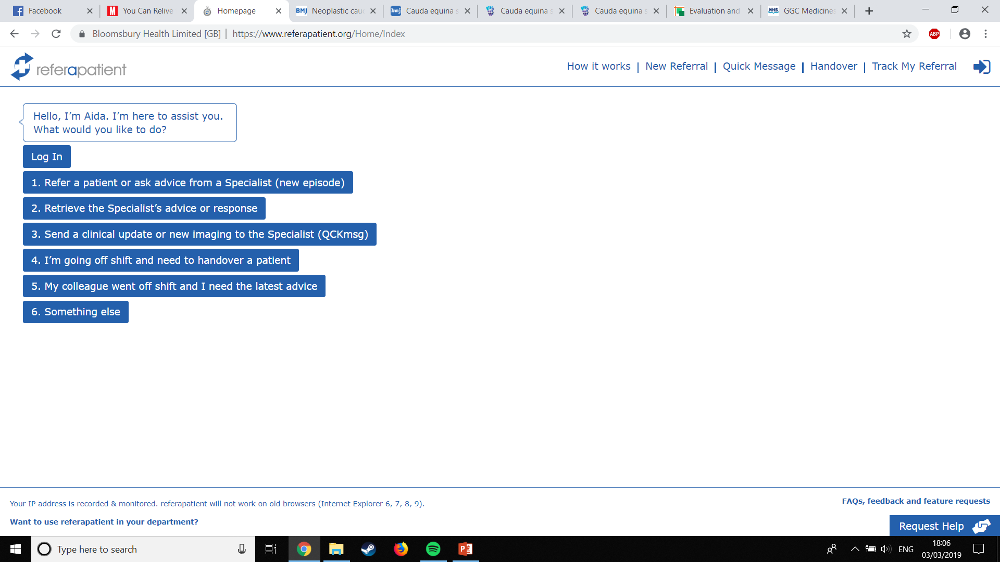 Facebook
You Can Relive
Homepage
BMJ Neoplastic cau
bmj Cauda equina s
Cauda equina s
Cauda equina s
Evaluation and
NHS GGC Medicines
Bloomsbury Health Limited [GB] | https://www.referapatient.org/Home/Index
ABP
referapatient
How it works | New Referral | Quick Message | Handover | Track My Referral
Hello, I’m Aida. I’m here to assist you.
What would you like to do?
Log In
1. Refer a patient or ask advice from a Specialist (new episode)
2. Retrieve the Specialist’s advice or response
3. Send a clinical update or new imaging to the Specialist (QCKmsg)
4. I’m going off shift and need to handover a patient
5. My colleague went off shift and I need the latest advice
6. Something else
Your IP address is recorded & monitored. referapatient will not work on old browsers (Internet Explorer 6, 7, 8, 9).
FAQs, feedback and feature requests
Want to use referapatient in your department?
Request Help
Type here to search
ENG
18:06
03/03/2019